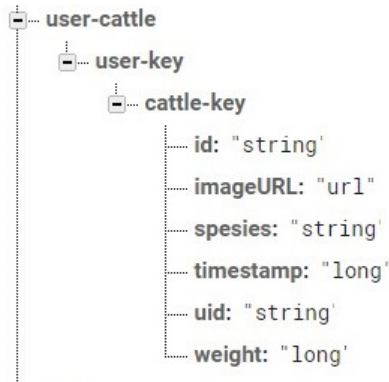 user-cattle
user-key
cattle-key
id: "string'
imageURL: "url"
spesies: "string'
timestamp: "long'
uid: "string'
weight: "long'